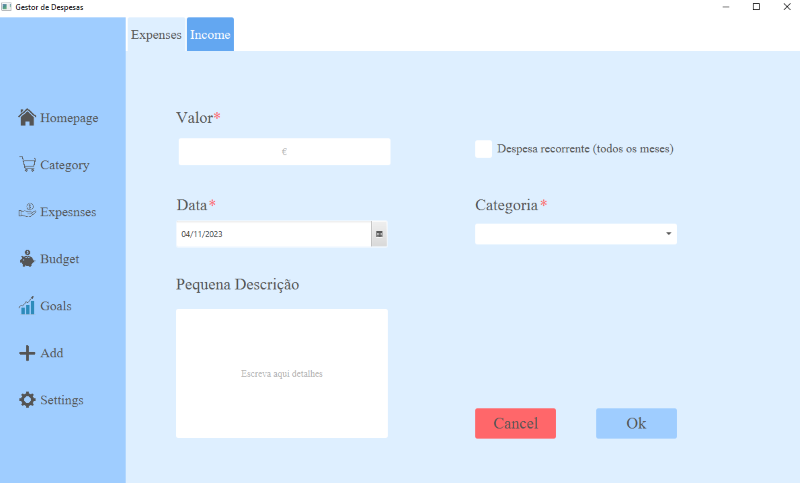 Gestor de Despesas
Expenses
Income
Homepage
Category
Expesnses
Budget
Goals
Add
Settings
Valor*
€
Despesa recorrente (todos os meses)
Data*
04/11/2023
Categoria*
Pequena Descrição
Escreva aqui detalhes
Cancel
Ok